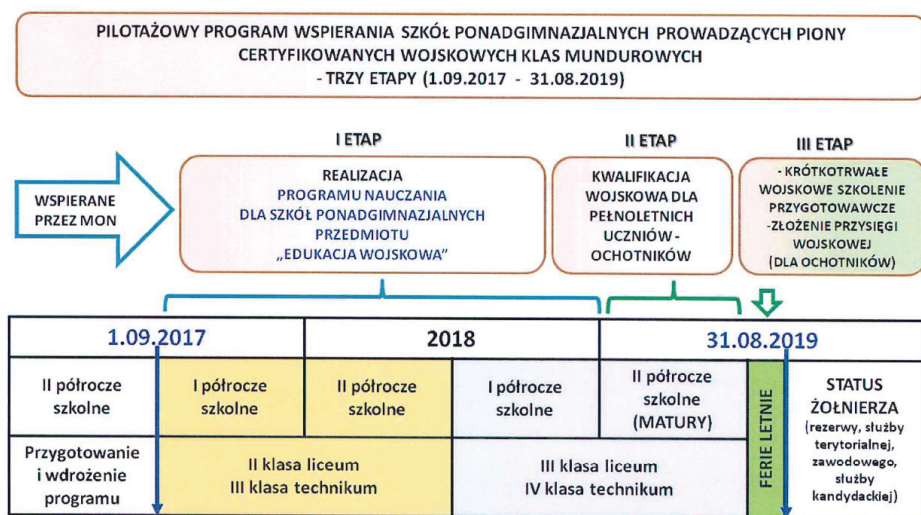 PILOTAŻOWY PROGRAM WSPIERANIA SZKÓŁ PONADGIMNAZJALNYCH PROWADZĄCYCH PIONY
CERTYFIKOWANYCH WOJSKOWYCH KLAS MUNDUROWYCH
- TRZY ETAPY (1.09.2017 - 31.08.2019)
WSPIERANE
PRZEZ MON
I ETAP
REALIZACJA
PROGRAMU NAUCZANIA
DLA SZKÓŁ PONADGIMNAZJALNYCH
PRZEDMIOTU
„EDUKACJA WOJSKOWA”
II ETAP
KWALIFIKACJA
WOJSKOWA DLA
PEŁNOLETNICH
UCZNIÓW -
OCHOTNIKÓW
III ETAP
- KRÓTKOTRWAŁE
WOJSKOWE SZKOLENIE
PRZYGOTOWAWCZE
-ZŁOŻENIE PRZYSIĘGI
WOJSKOWEJ
(DLA OCHOTNIKÓW)
1.09.2017
2018
31.08.2019
II półrocze
szkolne
I półrocze
szkolne
II półrocze
szkolne
I półrocze
szkolne
II półrocze
szkolne
(MATURY)
FERIE LETNIE
STATUS
ŻOŁNIERZA
(rezerwy, służby
terytorialnej,
zawodowego,
służby
kandydackiej)
Przygotowanie
i wdrożenie
programu
II klasa liceum
III klasa technikum
III klasa liceum
IV klasa technikum